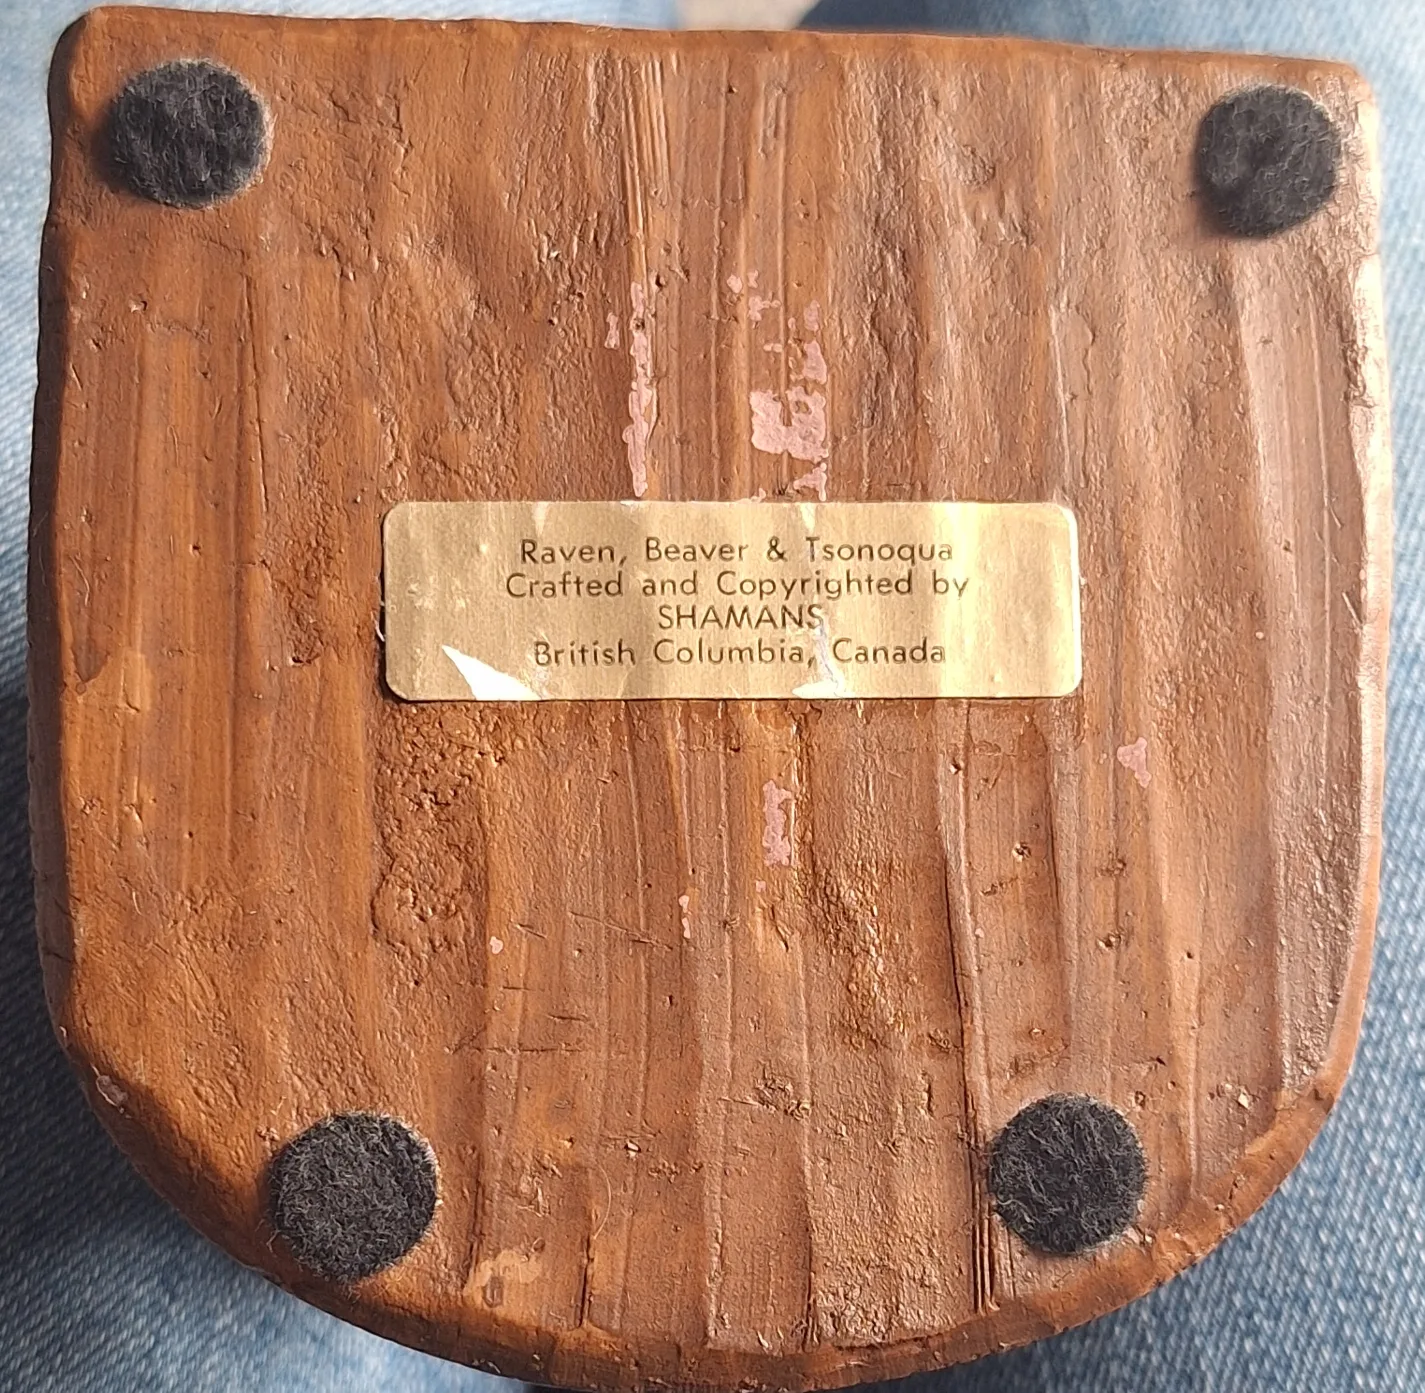 Raven, Beaver & Tsonoqua
Crafted and Copyrighted by
SHAMANS
British Columbia, Canada